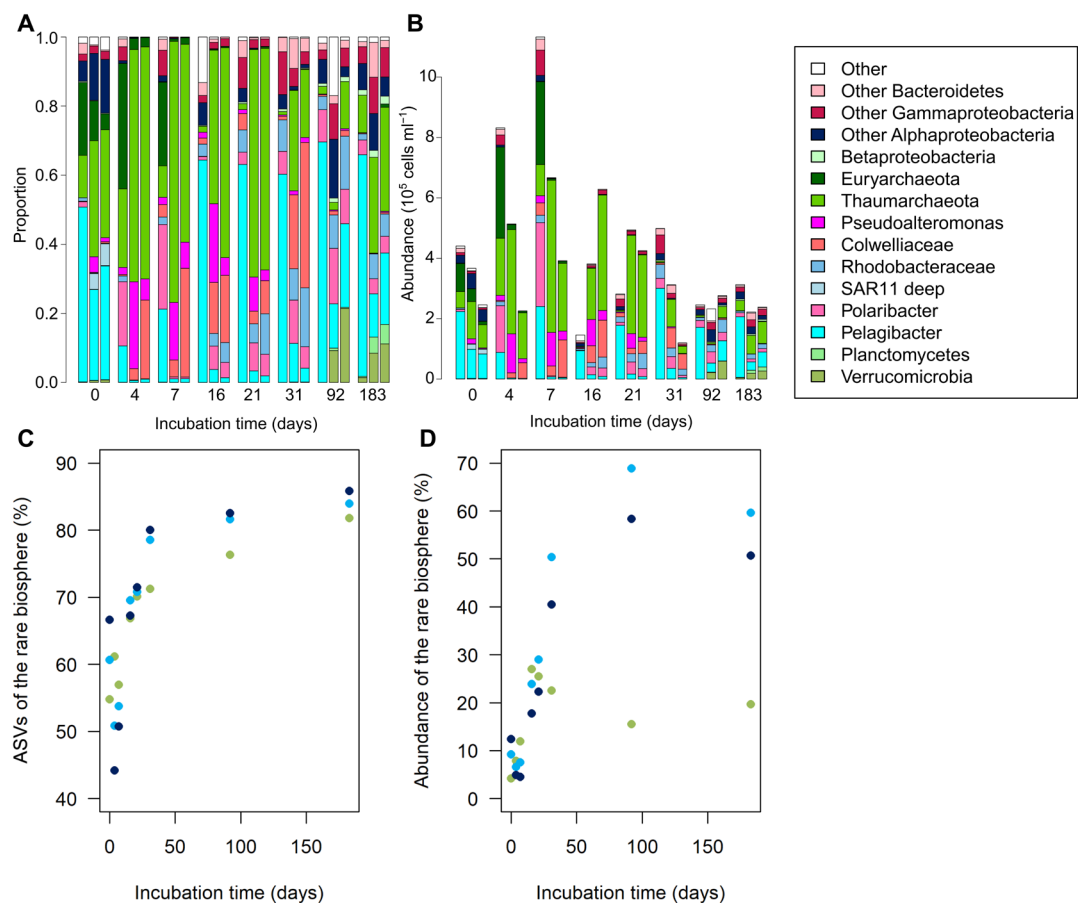 A
1.0
0.8
0.6
0.4
0.2
0.0
Proportion
0 4 7 16 21 31 92 183
Incubation time (days)
B
10
8
6
4
2
0
Abundance (10⁵ cells ml⁻¹)
0 4 7 16 21 31 92 183
Incubation time (days)
Other
Other Bacteroidetes
Other Gammaproteobacteria
Other Alphaproteobacteria
Betaproteobacteria
Euryarchaeota
Thaumarchaeota
Pseudoalteromonas
Colwelliaceae
Rhodobacteraceae
SAR11 deep
Polaribacter
Pelagibacter
Planctomycetes
Verrucomicrobia
C
90
80
70
60
50
40
ASVs of the rare biosphere (%)
0 50 100 150
Incubation time (days)
D
70
60
50
40
30
20
10
0
Abundance of the rare biosphere (%)
0 50 100 150
Incubation time (days)